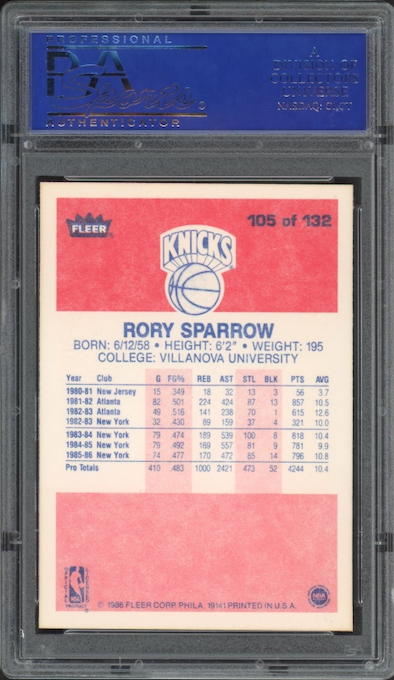 PROFESSIONAL
PSA
Sports
AUTHENTICATOR
A
DIVISION OF
COLLECTORS
UNIVERSE
NASDAQ: CLCT
FLEER
105 of 132
KNICKS
RORY SPARROW
BORN: 6/12/58 • HEIGHT: 6'2" • WEIGHT: 195
COLLEGE: VILLANOVA UNIVERSITY
Year Club G FG% REB AST STL BLK PTS AVG
1980-81 New Jersey 15 .349 18 32 13 3 56 3.7
1981-82 Atlanta 82 .501 224 424 87 13 857 10.5
1982-83 Atlanta 49 .516 141 238 70 1 615 12.6
1982-83 New York 32 .430 89 159 37 4 321 10.0
1983-84 New York 79 .474 189 539 100 8 818 10.4
1984-85 New York 79 .492 169 557 81 9 781 9.9
1985-86 New York 74 .477 170 472 85 14 796 10.8
Pro Totals 410 .483 1000 2421 473 52 4244 10.4
NBA
PRODUCT
NBA
© 1986 FLEER CORP. PHILA. 19141 PRINTED IN U.S.A.